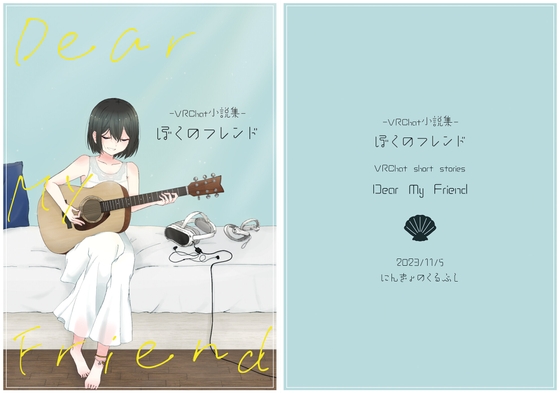 Dear
-VRChat小説集-
ぼくのフレンド
My
Friend
-VRChat小説集-
ぼくのフレンド
VRChat short stories
Dear My Friend
2023/11/5
にんぎょのくるぶし